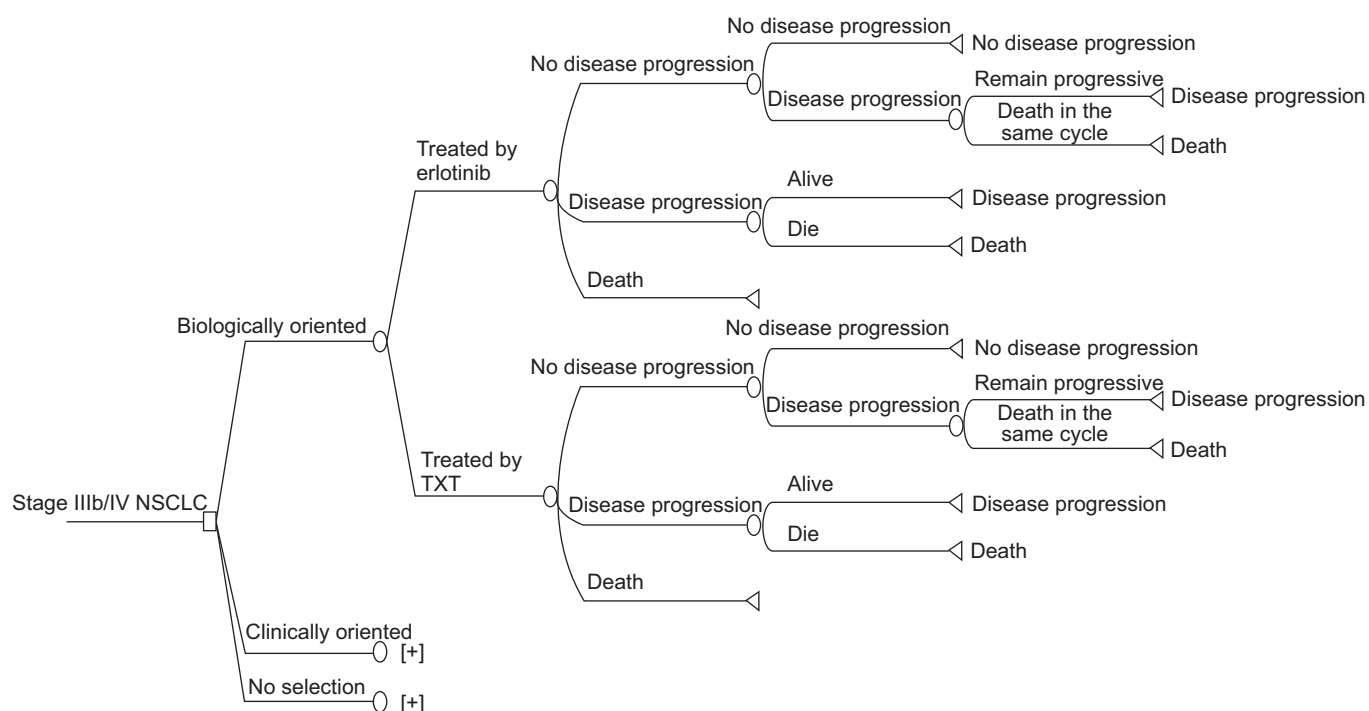 No disease progression
No disease progression
No disease progression
Remain progressive
Disease progression
Disease progression
Death in the
same cycle
Death
Treated by
erlotinib
Alive
Disease progression
Disease progression
Die
Death
Death
Biologically oriented
No disease progression
No disease progression
No disease progression
Remain progressive
Disease progression
Disease progression
Death in the
same cycle
Death
Treated by
TXT
Alive
Disease progression
Disease progression
Die
Death
Death
Stage IIIb/IV NSCLC
Clinically oriented
[+]
No selection
[+]